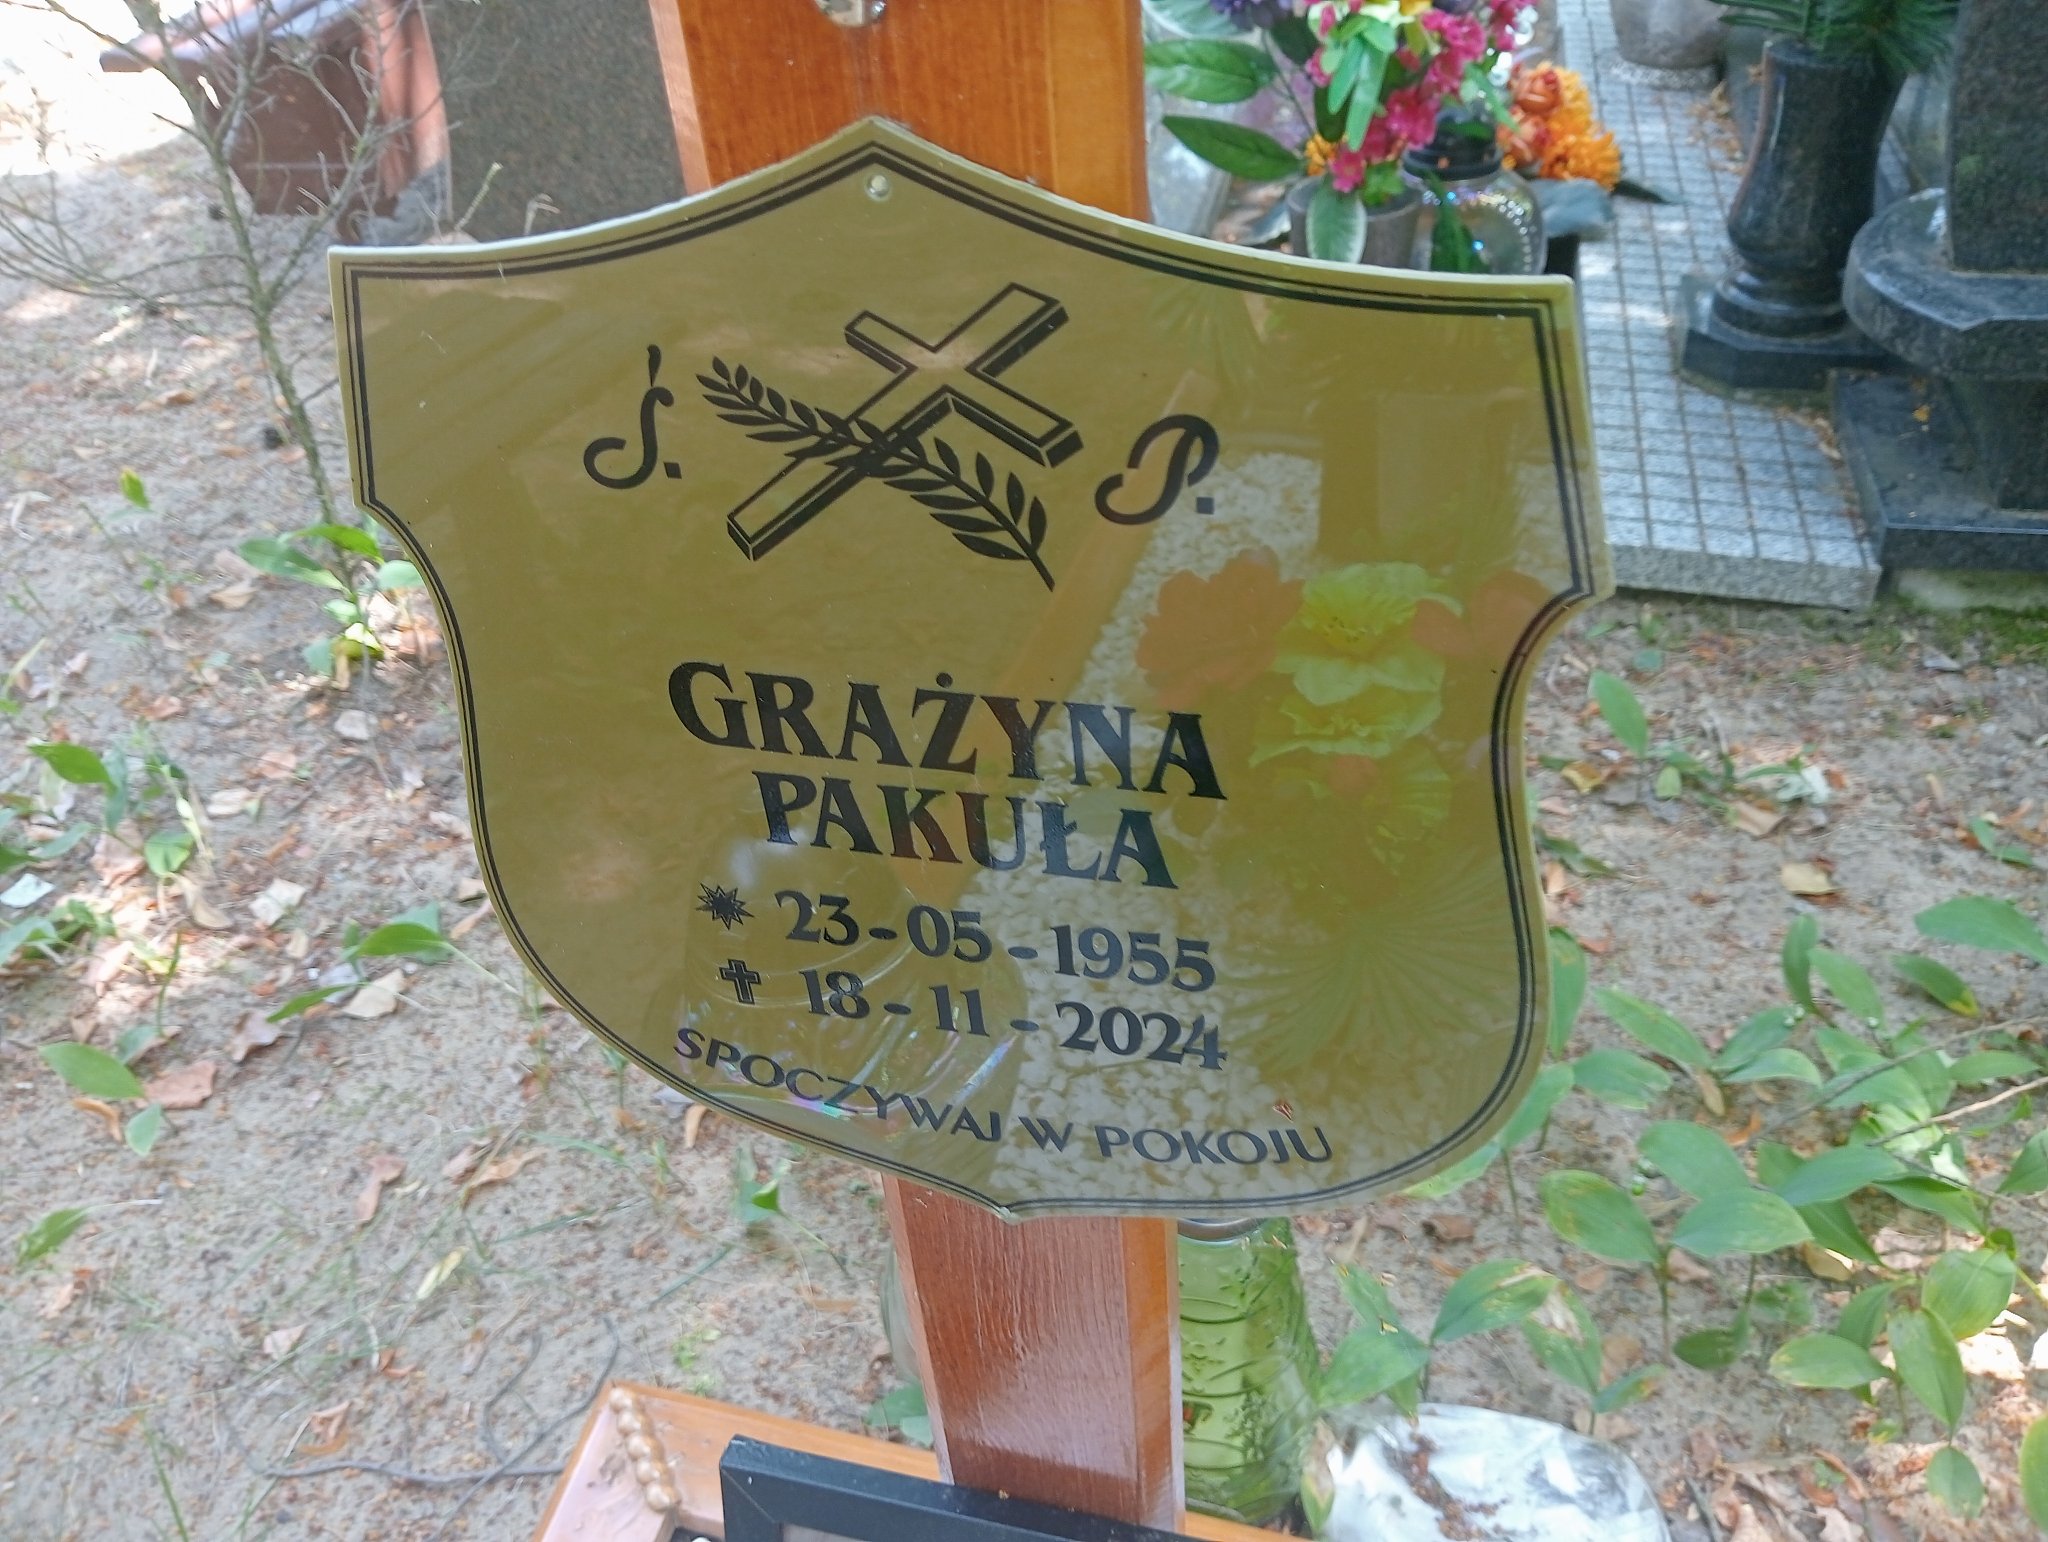 Ś. P.
GRAŻYNA
PAKUŁA
23-05-1955
18-11-2024
SPOCZYWAJ W POKOJU